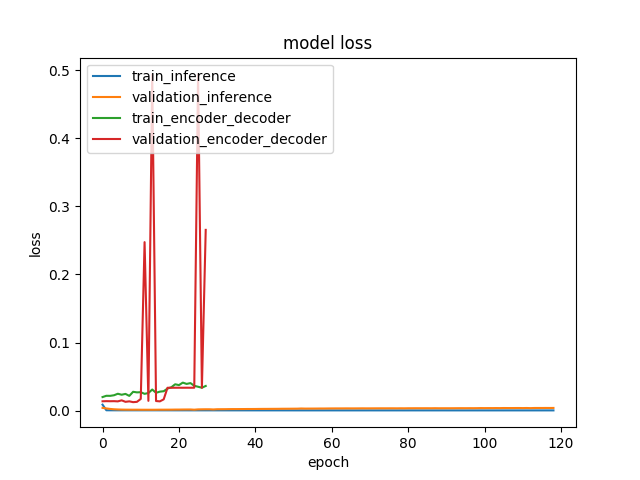 model loss
train_inference
validation_inference
train_encoder_decoder
validation_encoder_decoder
0.5
0.4
0.3
0.2
0.1
0.0
loss
0 20 40 60 80 100 120
epoch